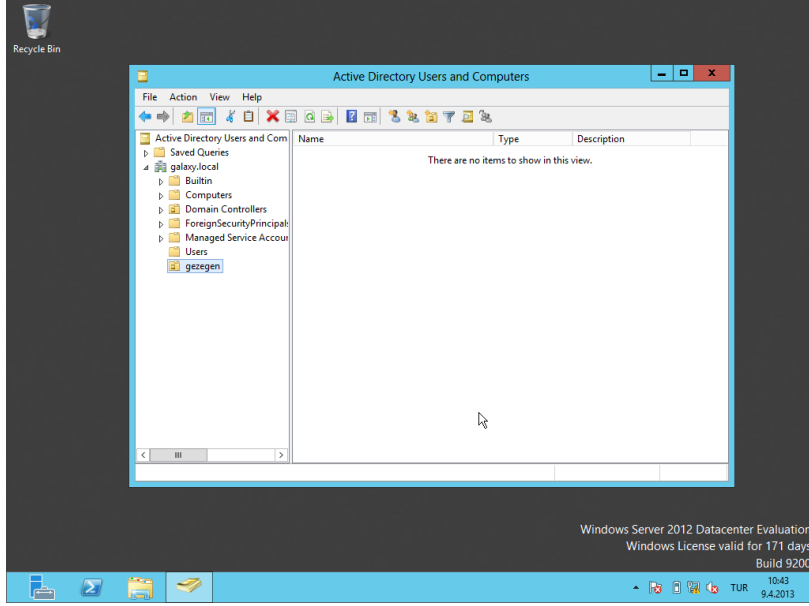 Recycle Bin
Active Directory Users and Computers
File Action View Help
Active Directory Users and Com
Saved Queries
galaxy.local
Builtin
Computers
Domain Controllers
ForeignSecurityPrincipals
Managed Service Accour
Users
gezegen
Name Type Description
There are no items to show in this view.
Windows Server 2012 Datacenter Evaluation
Windows License valid for 171 days
Build 9200
TUR
10:43
9.4.2013